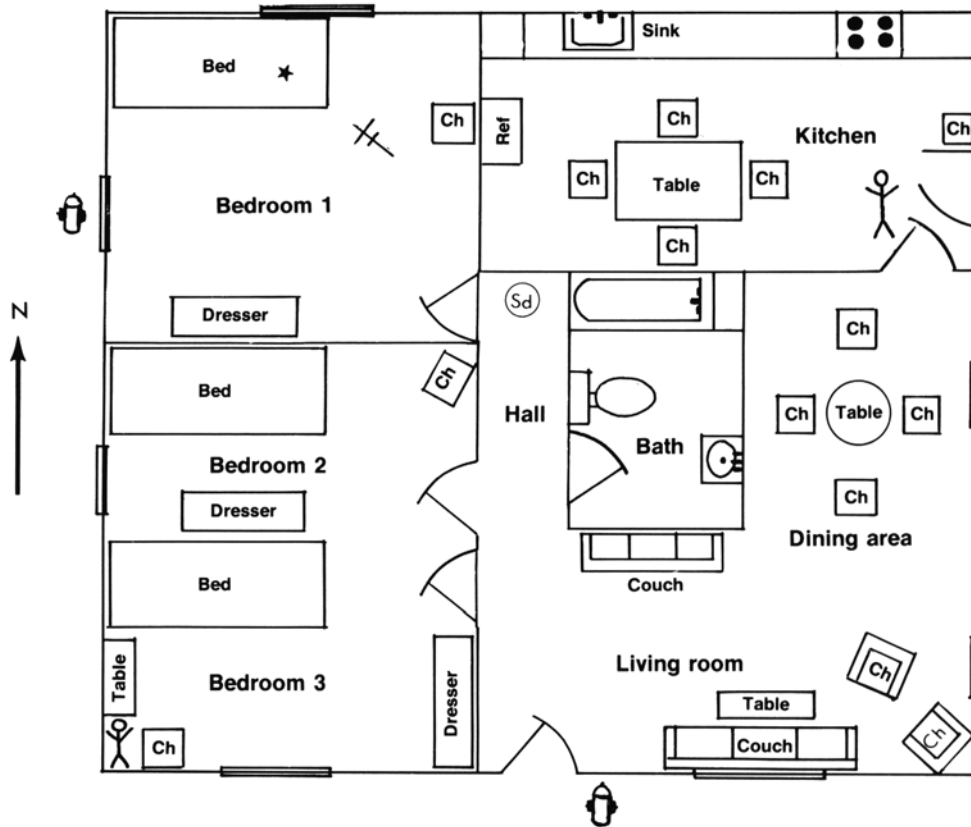 Sink
Bed
Ch
Ref
Ch
Kitchen
Ch
Ch
Table
Ch
Bedroom 1
Ch
N
Sd
Dresser
Ch
Ch
Bed
Hall
Ch
Table
Ch
Bath
Bedroom 2
Dresser
Ch
Dining area
Bed
Couch
Living room
Ch
Table
Bedroom 3
Dresser
Table
Ch
Couch
Ch